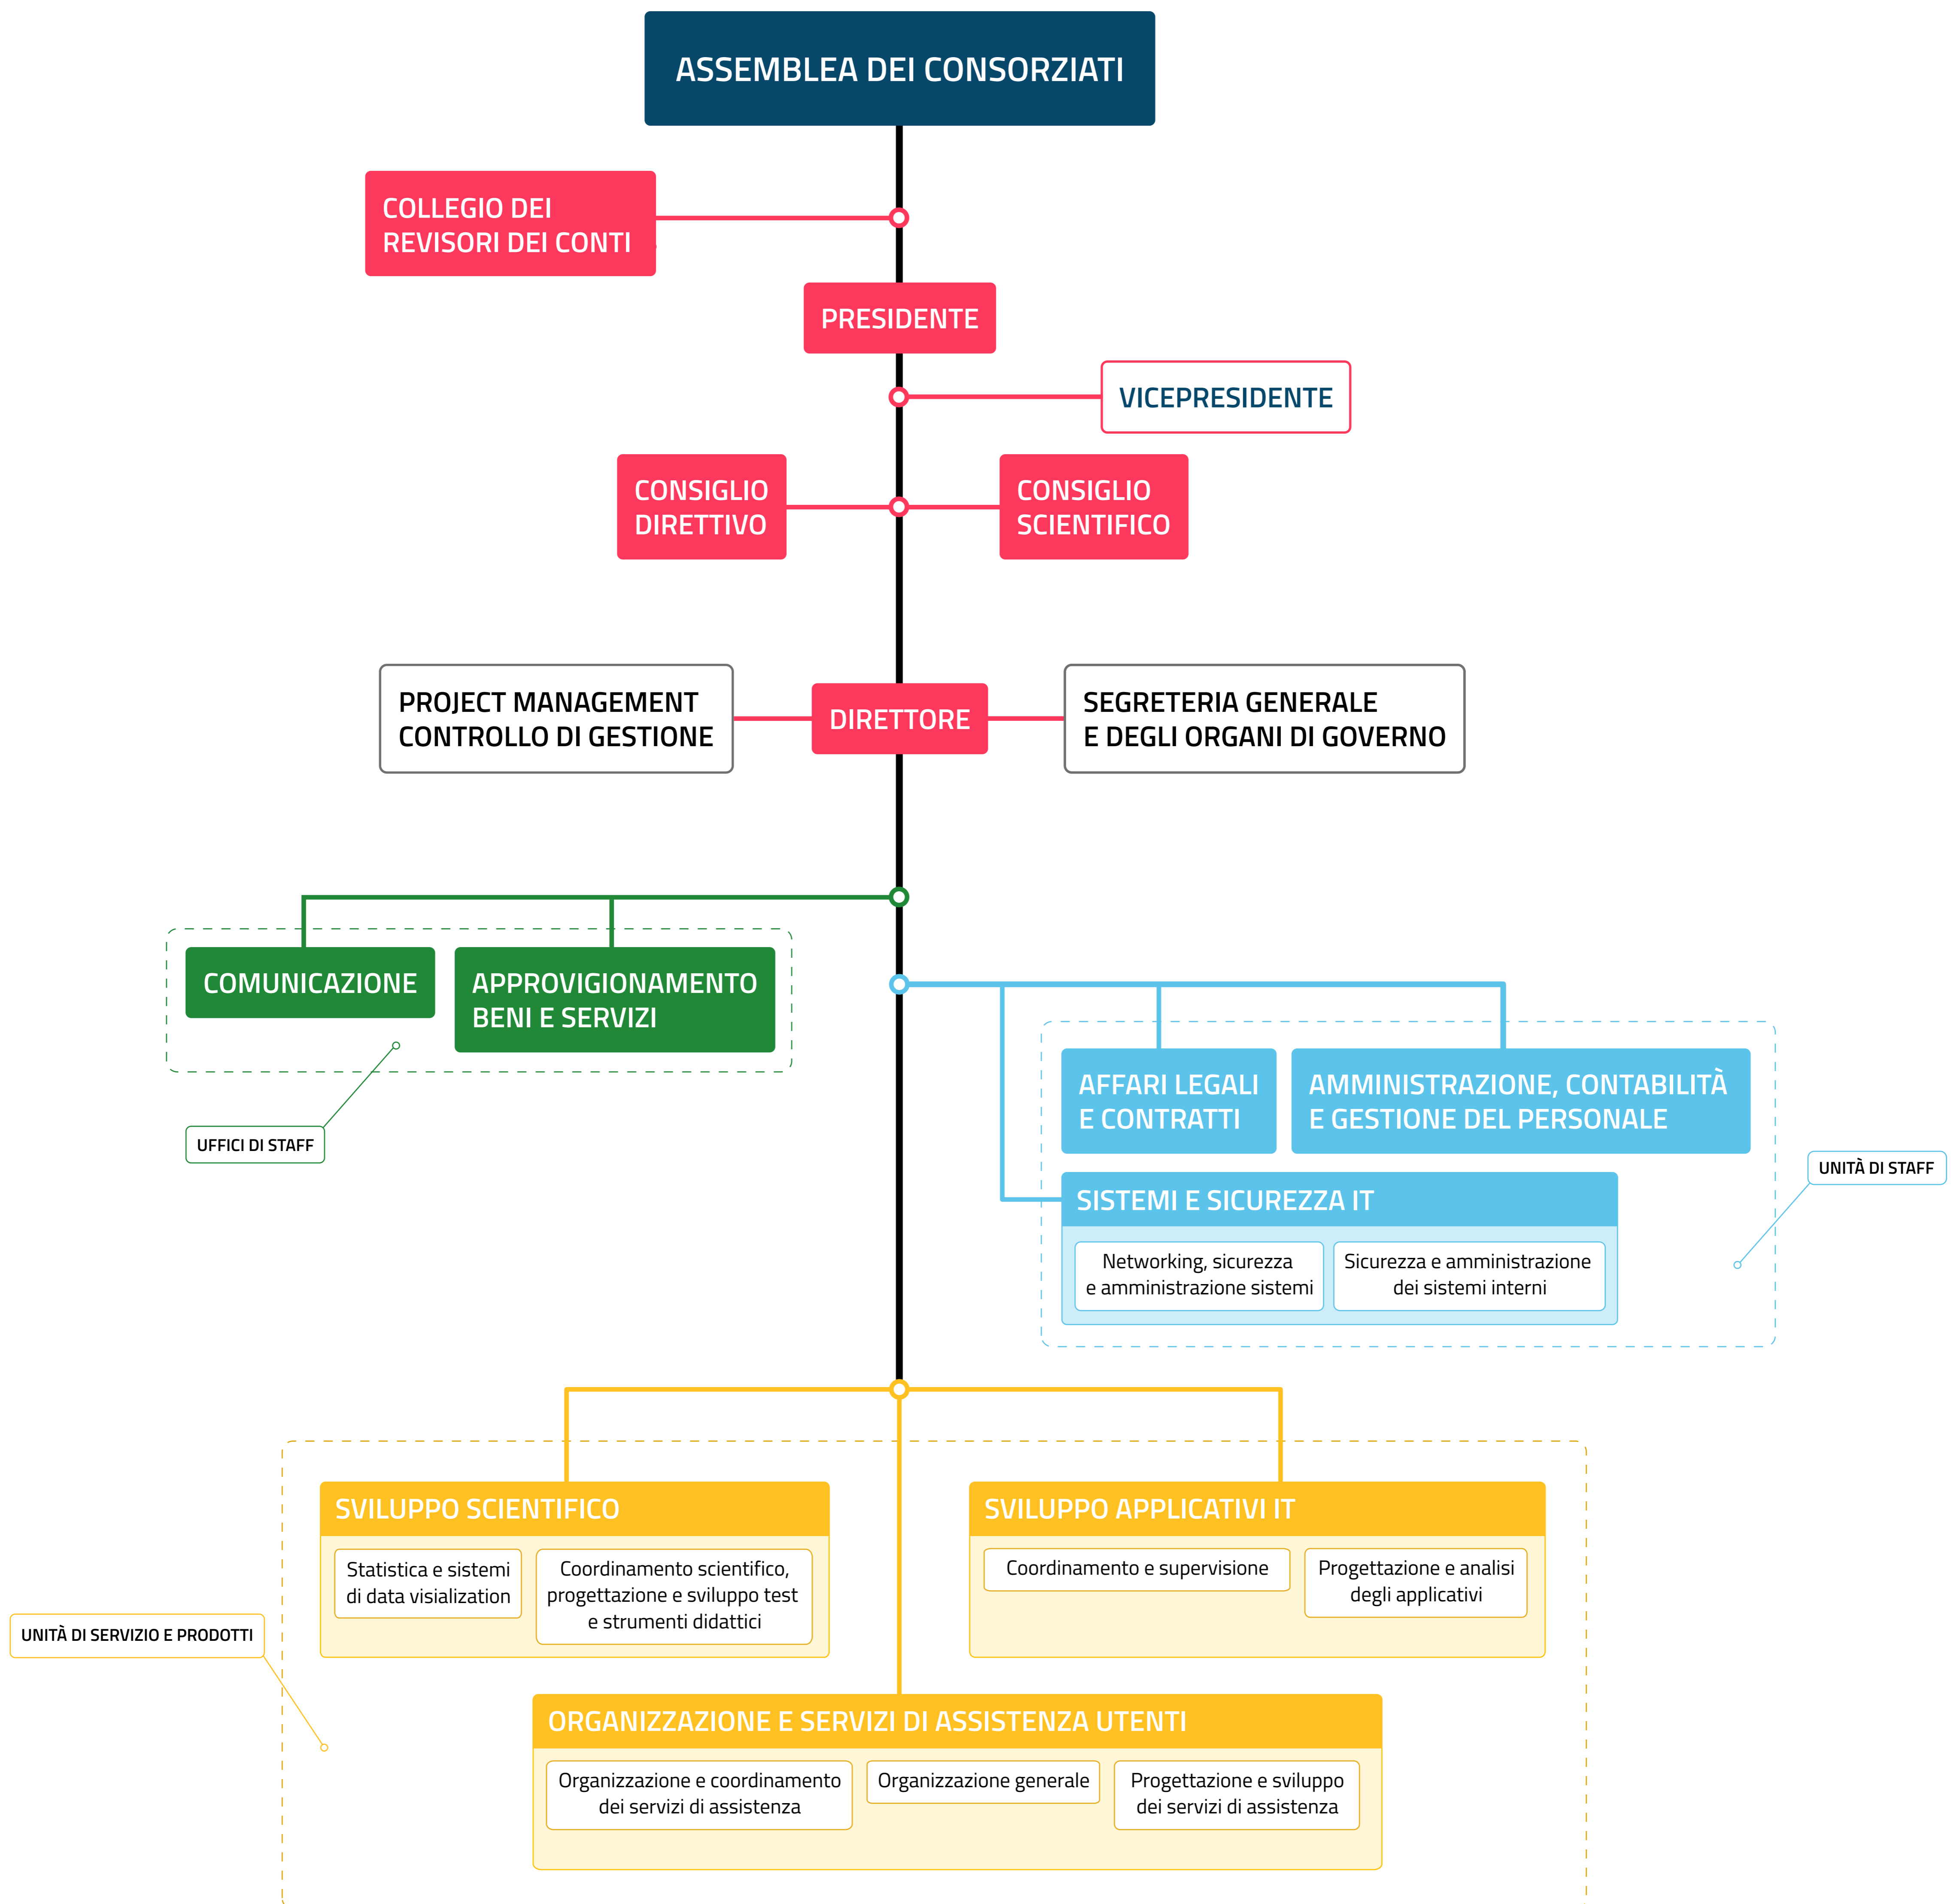 ASSEMBLEA DEI CONSORZIATI
COLLEGIO DEI
REVISORI DEI CONTI
PRESIDENTE
VICEPRESIDENTE
CONSIGLIO
DIRETTIVO
CONSIGLIO
SCIENTIFICO
PROJECT MANAGEMENT
CONTROLLO DI GESTIONE
DIRETTORE
SEGRETERIA GENERALE
E DEGLI ORGANI DI GOVERNO
COMUNICAZIONE
APPROVIGIONAMENTO
BENI E SERVIZI
UFFICI DI STAFF
AFFARI LEGALI
E CONTRATTI
AMMINISTRAZIONE, CONTABILITÀ
E GESTIONE DEL PERSONALE
UNITÀ DI STAFF
SISTEMI E SICUREZZA IT
Networking, sicurezza
e amministrazione sistemi
Sicurezza e amministrazione
dei sistemi interni
SVILUPPO SCIENTIFICO
Statistica e sistemi
di data visialization
Coordinamento scientifico,
progettazione e sviluppo test
e strumenti didattici
SVILUPPO APPLICATIVI IT
Coordinamento e supervisione
Progettazione e analisi
degli applicativi
UNITÀ DI SERVIZIO E PRODOTTI
ORGANIZZAZIONE E SERVIZI DI ASSISTENZA UTENTI
Organizzazione e coordinamento
dei servizi di assistenza
Organizzazione generale
Progettazione e sviluppo
dei servizi di assistenza